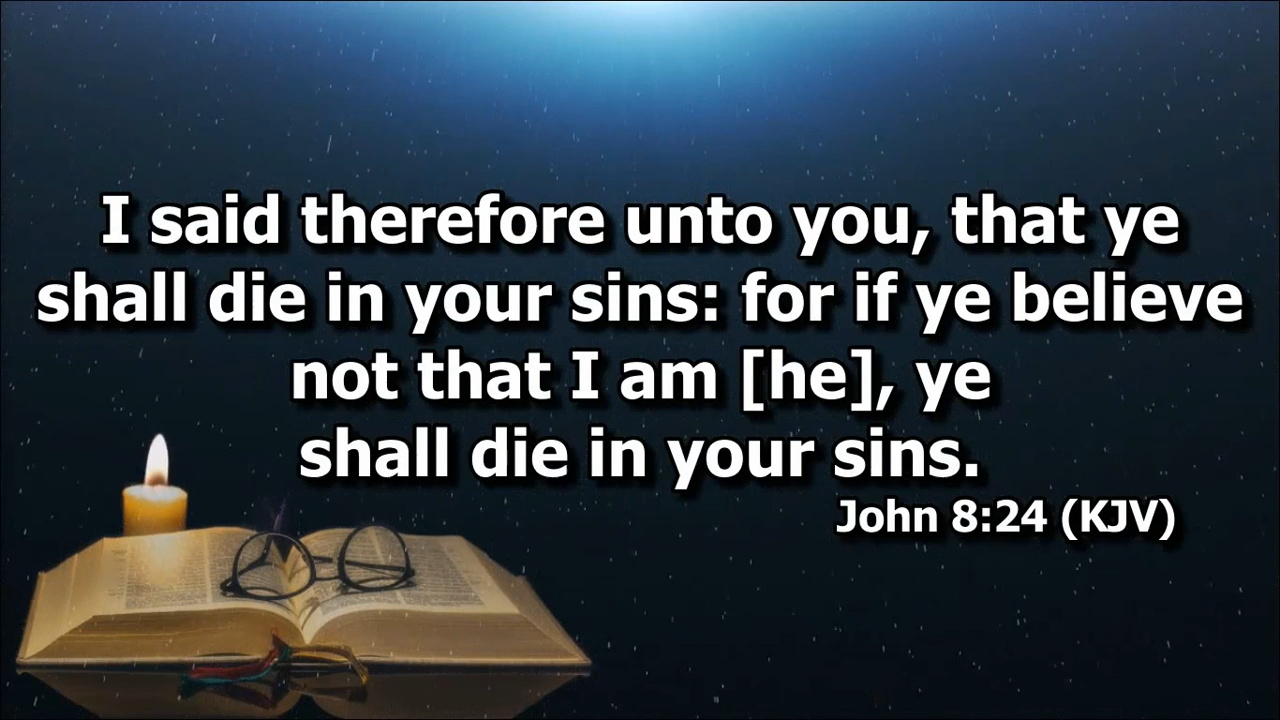 I said therefore unto you, that ye
shall die in your sins: for if ye believe
not that I am [he], ye
shall die in your sins.
John 8:24 (KJV)